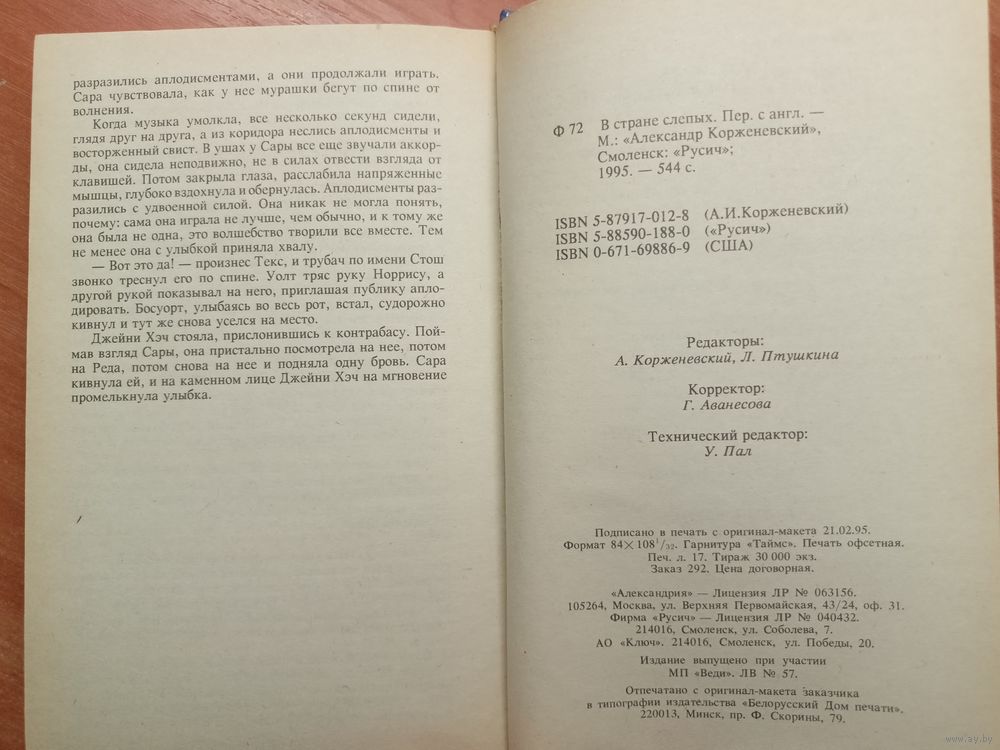 разразились аплодисментами, а они продолжали играть.
Сара чувствовала, как у нее мурашки бегут по спине от
волнения.
Когда музыка умолкла, все несколько секунд сидели,
глядя друг на друга, а из коридора неслись аплодисменты и
восторженный свист. В ушах у Сары все еще звучали аккор-
ды, она сидела неподвижно, не в силах отвести взгляда от
клавишей. Потом закрыла глаза, расслабила напряженные
мышцы, глубоко вздохнула и обернулась. Аплодисменты раз-
разились с удвоенной силой. Она никак не могла понять,
почему: сама она играла не лучше, чем обычно, и к тому же
она была не одна, это волшебство творили все вместе. Тем
не менее она с улыбкой приняла хвалу.
— Вот это да! — произнес Текс, и трубач по имени Стош
звонко треснул его по спине. Уолт тряс руку Норрису, а
другой рукой показывал на него, приглашая публику апло-
дировать. Босуорт, улыбаясь во весь рот, встал, судорожно
кивнул и тут же снова уселся на место.
Джейни Хэч стояла, прислонившись к контрабасу. Пой-
мав взгляд Сары, она пристально посмотрела на нее, потом
на Реда, потом снова на нее и подняла одну бровь. Сара
кивнула ей, и на каменном лице Джейни Хэч на мгновение
промелькнула улыбка.
Ф 72 В стране слепых. Пер. с англ. —
М.: «Александр Корженевский»,
Смоленск: «Русич»;
1995. — 544 с.
ISBN 5-87917-012-8 (А.И.Корженевский)
ISBN 5-88590-188-0 («Русич»)
ISBN 0-671-69886-9 (США)
Редакторы:
А. Корженевский, Л. Птушкина
Корректор:
Г. Аванесова
Технический редактор:
У. Пал
Подписано в печать с оригинал-макета 21.02.95.
Формат 84×108¹/₃₂. Гарнитура «Таймс». Печать офсетная.
Печ. л. 17. Тираж 30 000 экз.
Заказ 292. Цена договорная.
«Александрия» — Лицензия ЛР № 063156.
105264, Москва, ул. Верхняя Первомайская, 43/24, оф. 31.
Фирма «Русич» — Лицензия ЛР № 040432.
214016, Смоленск, ул. Соболева, 7.
АО «Ключ». 214016, Смоленск, ул. Победы, 20.
Издание выпущено при участии
МП «Веди». ЛВ № 57.
Отпечатано с оригинал-макета заказчика
в типографии издательства «Белорусский Дом печати».
220013, Минск, пр. Ф. Скорины, 79.
www.ay.by